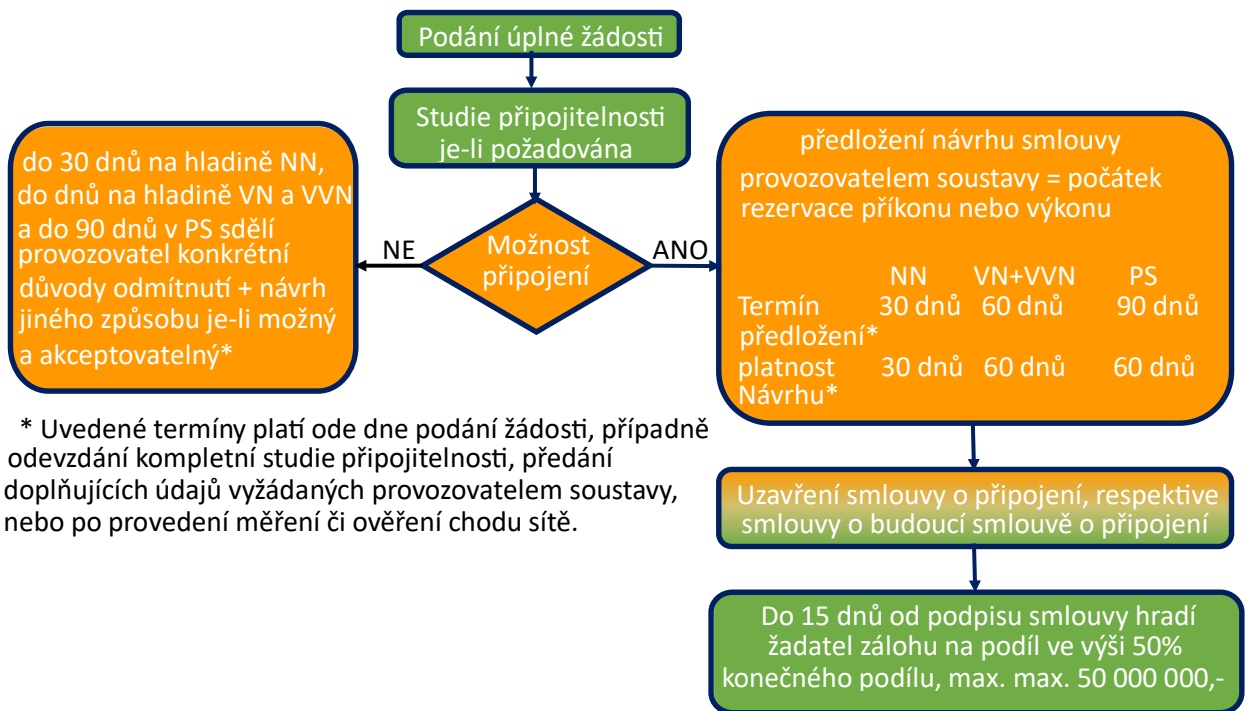 Podání úplné žádosti
Studie připojitelnosti
je-li požadována
do 30 dnů na hladině NN,
do dnů na hladině VN a VVN
a do 90 dnů v PS sdělí
provozovatel konkrétní
důvody odmítnutí + návrh
jiného způsobu je-li možný
a akceptovatelný*
NE
Možnost
připojení
ANO
předložení návrhu smlouvy
provozovatelem soustavy = počátek
rezervace příkonu nebo výkonu
NN VN+VVN PS
Termín 30 dnů 60 dnů 90 dnů
předložení*
platnost 30 dnů 60 dnů 60 dnů
Návrhu*
* Uvedené termíny platí ode dne podání žádosti, případně
odevzdání kompletní studie připojitelnosti, předání
doplňujících údajů vyžádaných provozovatelem soustavy,
nebo po provedení měření či ověření chodu sítě.
Uzavření smlouvy o připojení, respektive
smlouvy o budoucí smlouvě o připojení
Do 15 dnů od podpisu smlouvy hradí
žadatel zálohu na podíl ve výši 50%
konečného podílu, max. max. 50 000 000,-